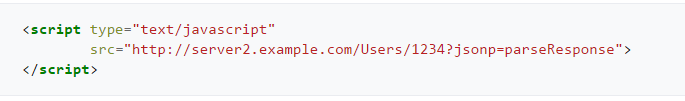 <script type="text/javascript"
        src="http://server2.example.com/Users/1234?jsonp=parseResponse">
</script>